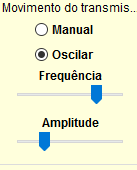 Movimento do transmis..
Manual
Oscilar
Frequência
Amplitude